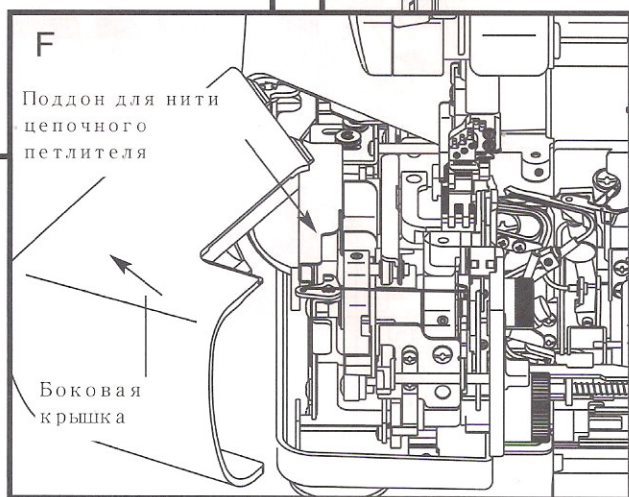 F
Поддон для нити
цепочного
петлителя
Боковая
крышка